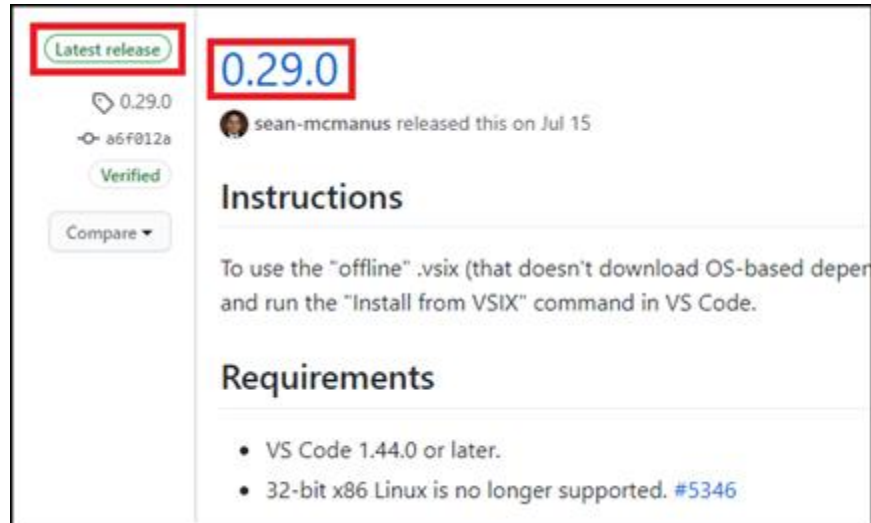 Latest release
0.29.0
a6f012a
Verified
Compare
0.29.0
sean-mcmanus released this on Jul 15
Instructions
To use the "offline" .vsix (that doesn't download OS-based deper
and run the "Install from VSIX" command in VS Code.
Requirements
• VS Code 1.44.0 or later.
• 32-bit x86 Linux is no longer supported. #5346